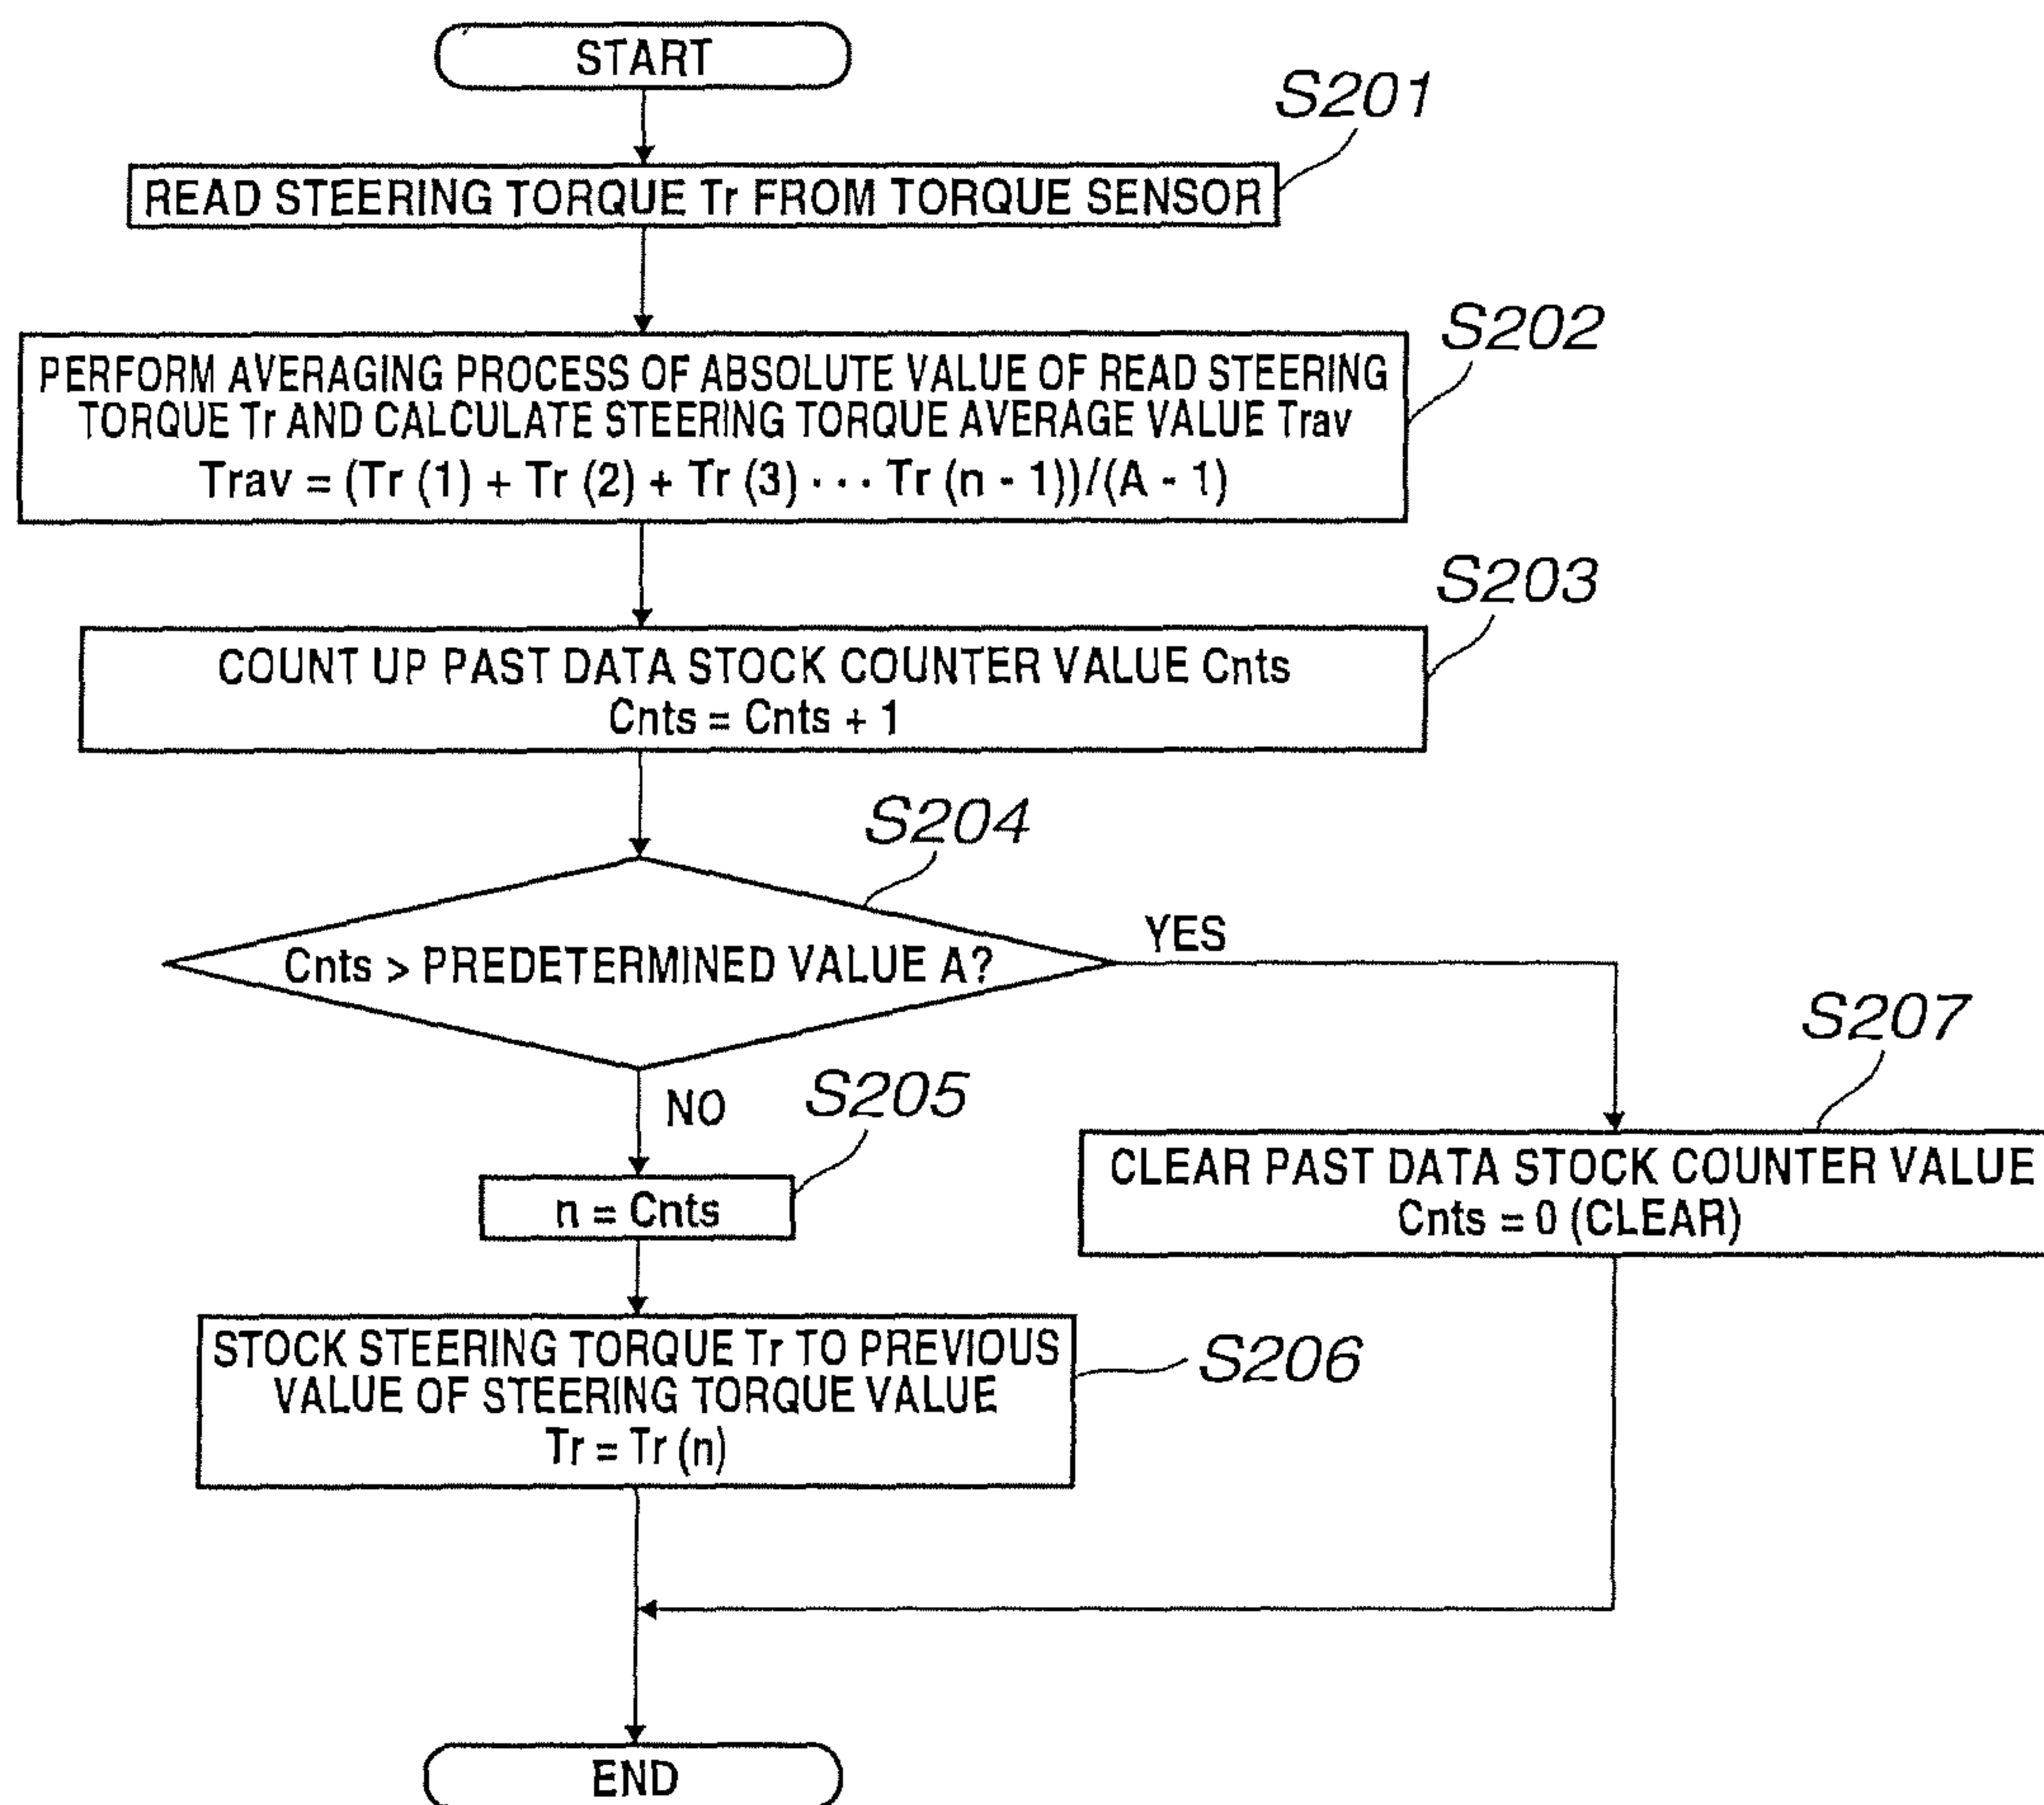 START
S201
READ STEERING TORQUE Tr FROM TORQUE SENSOR
S202
PERFORM AVERAGING PROCESS OF ABSOLUTE VALUE OF READ STEERING
TORQUE Tr AND CALCULATE STEERING TORQUE AVERAGE VALUE Trav
Trav = (Tr (1) + Tr (2) + Tr (3) · · · Tr (n - 1))/(A - 1)
S203
COUNT UP PAST DATA STOCK COUNTER VALUE Cnts
Cnts = Cnts + 1
S204
Cnts > PREDETERMINED VALUE A?
YES
NO
S205
n = Cnts
S207
CLEAR PAST DATA STOCK COUNTER VALUE
Cnts = 0 (CLEAR)
STOCK STEERING TORQUE Tr TO PREVIOUS
VALUE OF STEERING TORQUE VALUE
Tr = Tr (n)
S206
END